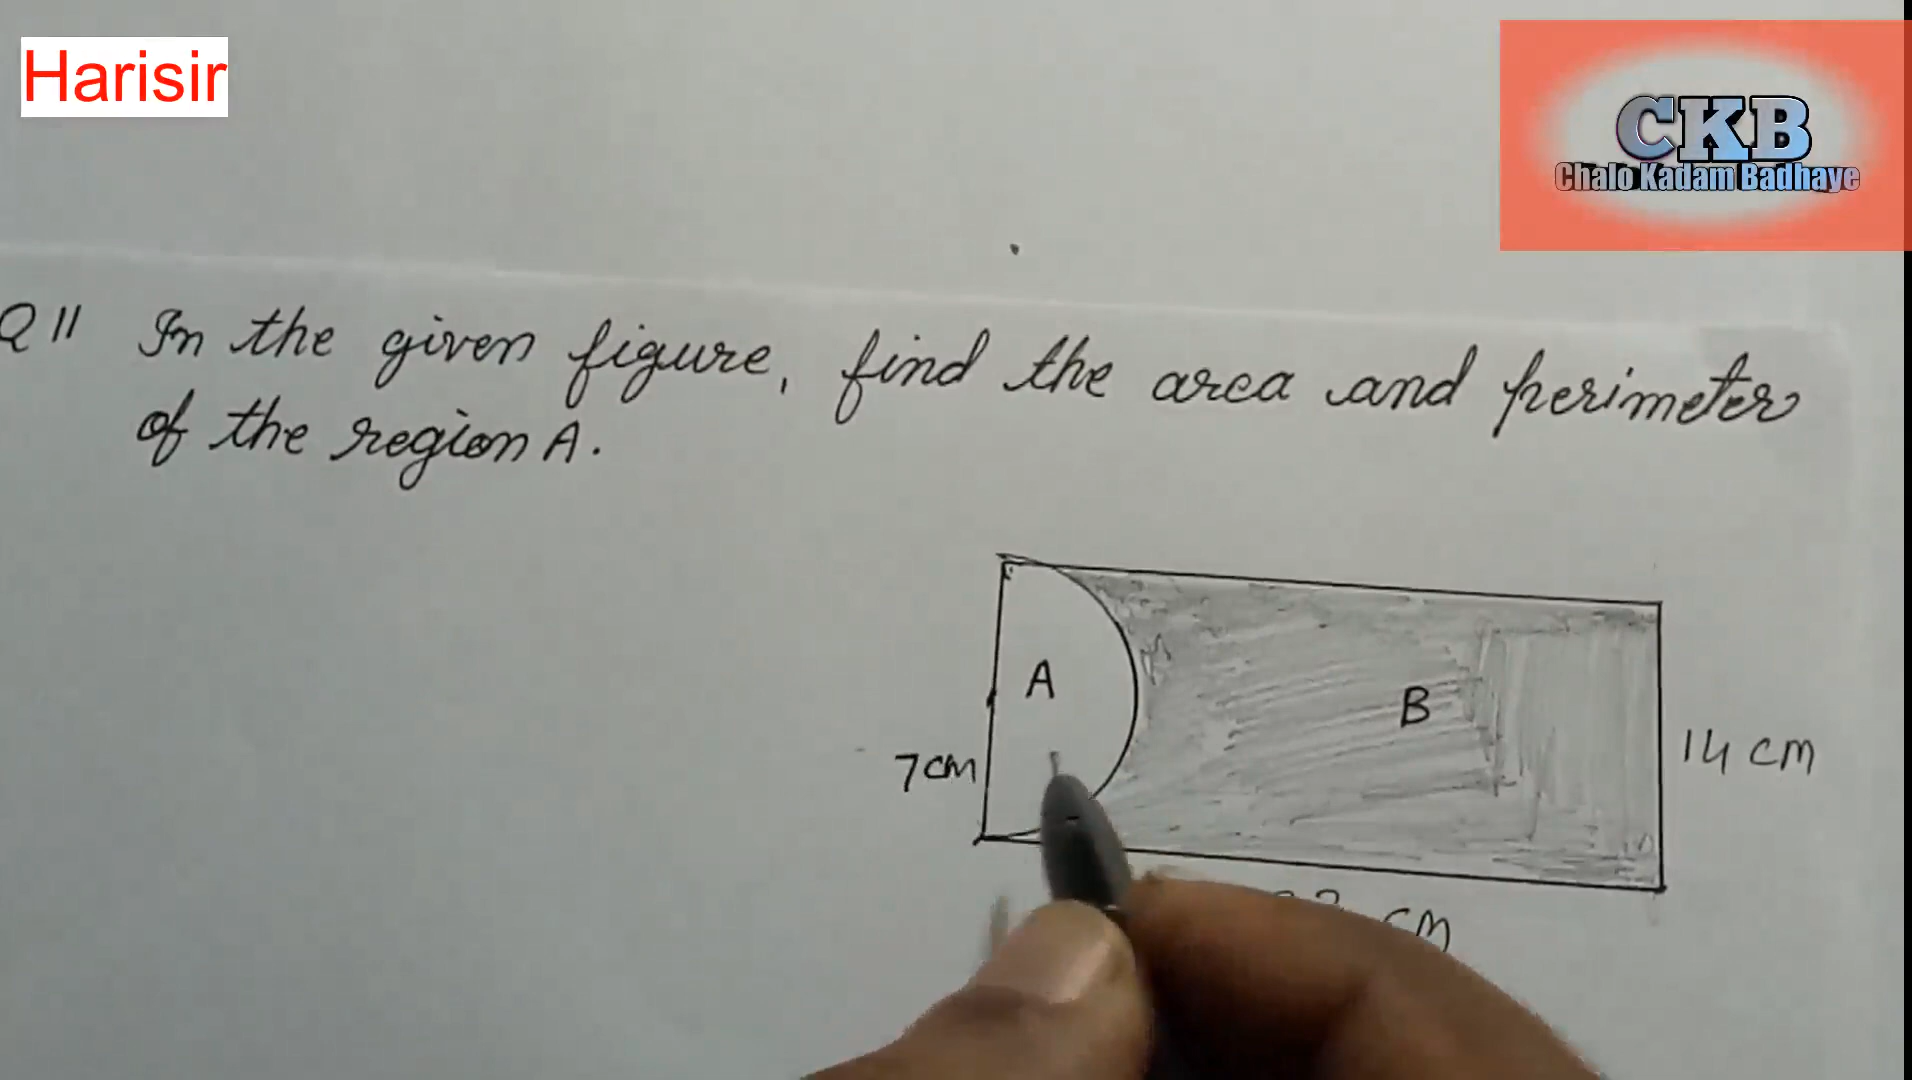 Harisir
CKB
Chalo Kadam Badhaye
Q11 In the given figure, find the area and perimeter
of the region A.
A
B
7cm
14 cm
cm